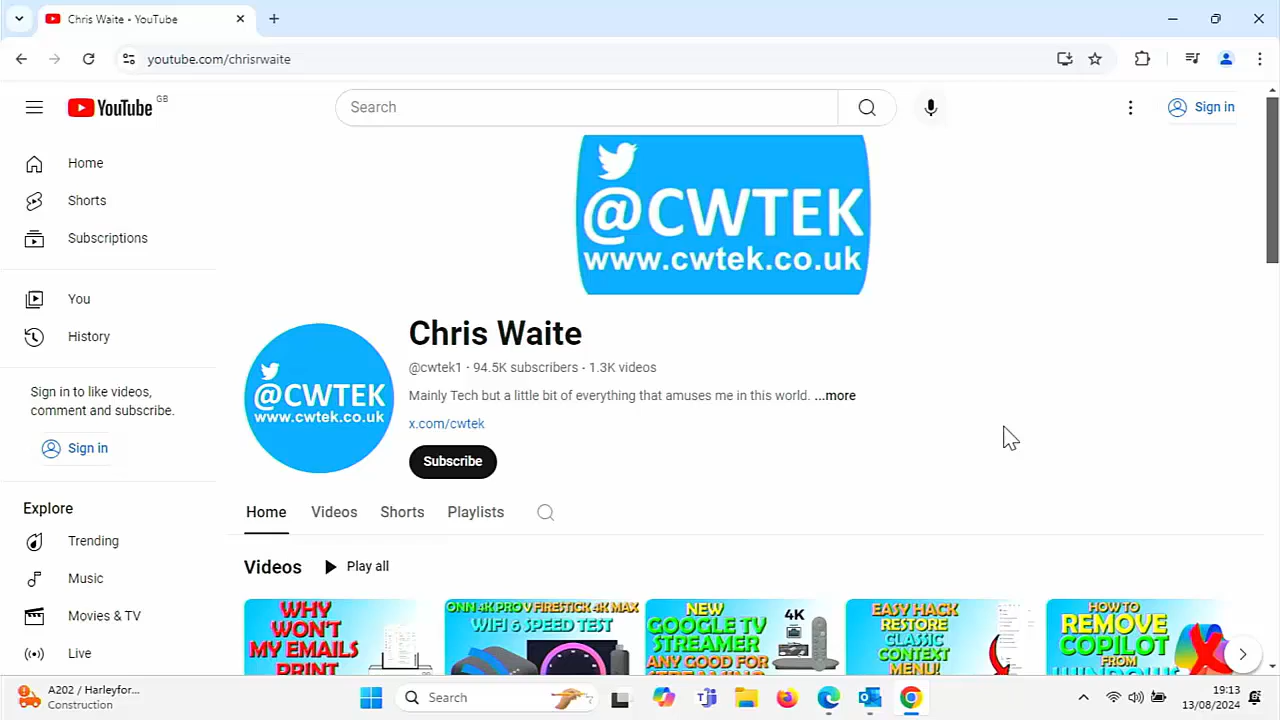 Chris Waite • YouTube
youtube.com/chrisrwaite
YouTube GB
Search
Sign in
Home
Shorts
Subscriptions
You
History
Sign in to like videos,
comment and subscribe.
Sign in
Explore
Trending
Music
Movies & TV
Live
@CWTEK
www.cwtek.co.uk
@CWTEK
www.cwtek.co.uk
Chris Waite
@cwtek1 · 94.5K subscribers · 1.3K videos
Mainly Tech but a little bit of everything that amuses me in this world. ...more
x.com/cwtek
Subscribe
Home Videos Shorts Playlists
Videos Play all
WHY
WON'T
MY EMAILS
PRINT
ONN 4K PRO V FIRESTICK 4K MAX
WIFI 6 SPEED TEST
NEW
GOOGLE TV
STREAMER
ANY GOOD FOR
4K
EASY HACK
RESTORE
CLASSIC
CONTEXT
MENU!
HOW TO
REMOVE
COPILOT
A202 / Harleyfor...
Construction
Search
19:13
13/08/2024